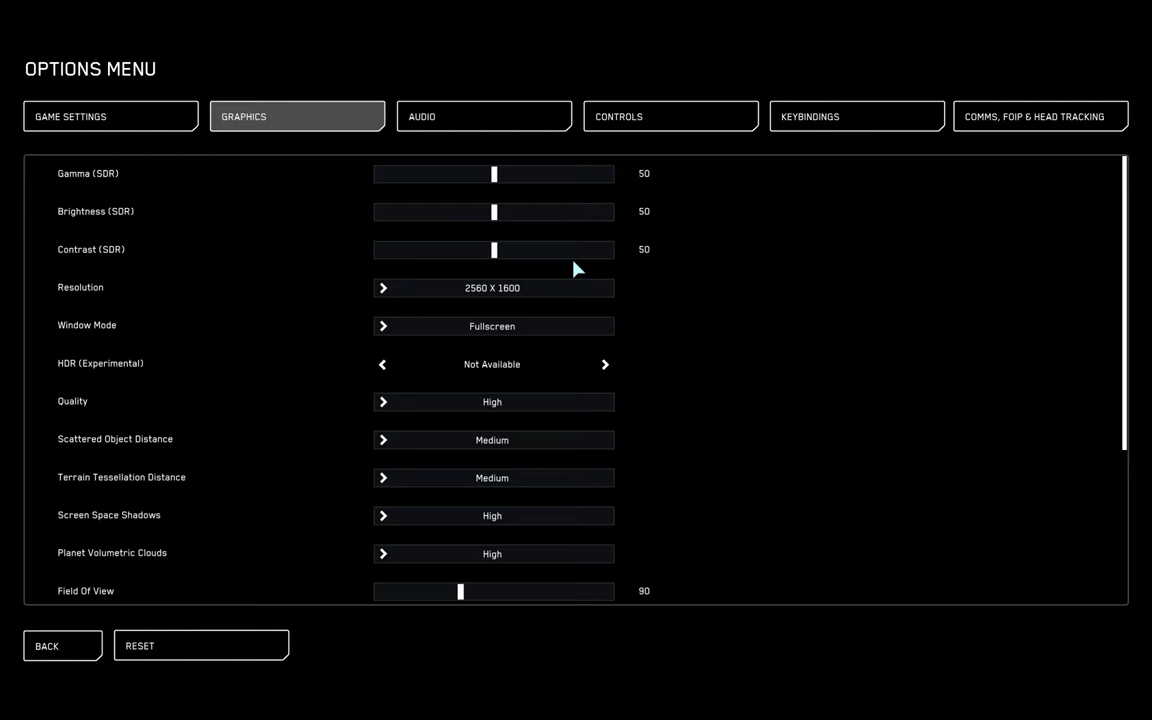 OPTIONS MENU
GAME SETTINGS
GRAPHICS
AUDIO
CONTROLS
KEYBINDINGS
COMMS, FOIP & HEAD TRACKING
Gamma (SDR) 50
Brightness (SDR) 50
Contrast (SDR) 50
Resolution 2560 X 1600
Window Mode Fullscreen
HDR (Experimental) Not Available
Quality High
Scattered Object Distance Medium
Terrain Tessellation Distance Medium
Screen Space Shadows High
Planet Volumetric Clouds High
Field Of View 90
BACK
RESET